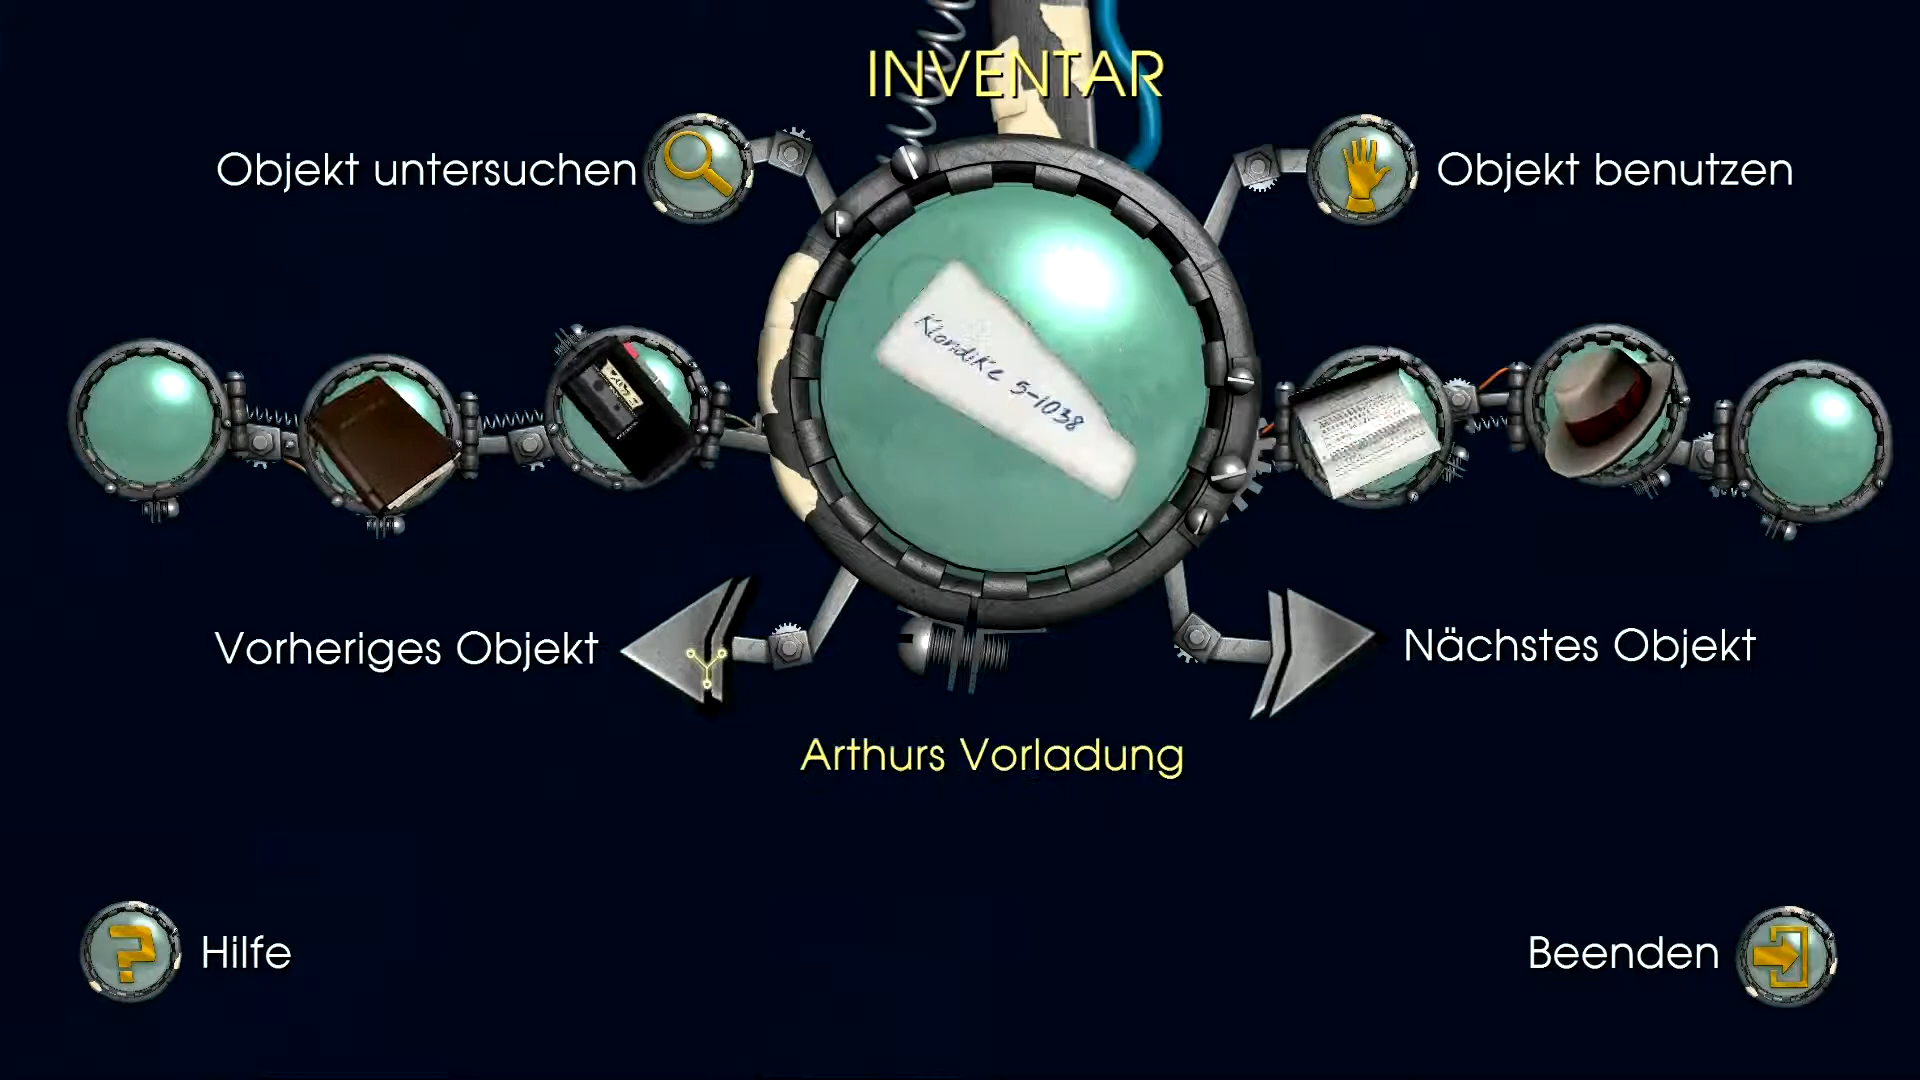 INVENTAR
Objekt untersuchen
Objekt benutzen
Klondike 5-1038
Vorheriges Objekt
Nächstes Objekt
Arthurs Vorladung
Hilfe
Beenden